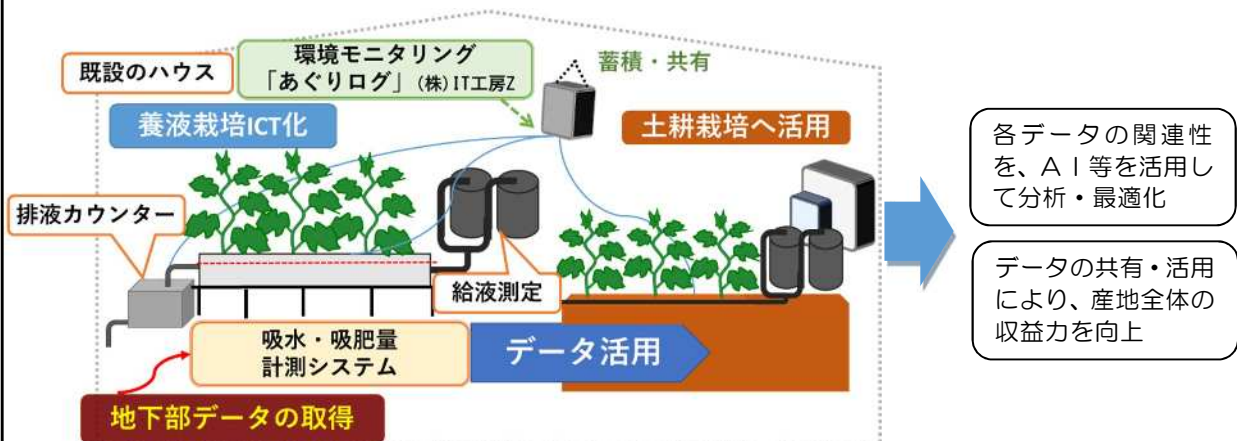 既設のハウス
環境モニタリング
「あぐりログ」(株)IT工房Z
蓄積・共有
養液栽培ICT化
土耕栽培へ活用
排液カウンター
給液測定
吸水・吸肥量
計測システム
データ活用
地下部データの取得
各データの関連性
を、ＡＩ等を活用し
て分析・最適化
データの共有・活用
により、産地全体の
収益力を向上